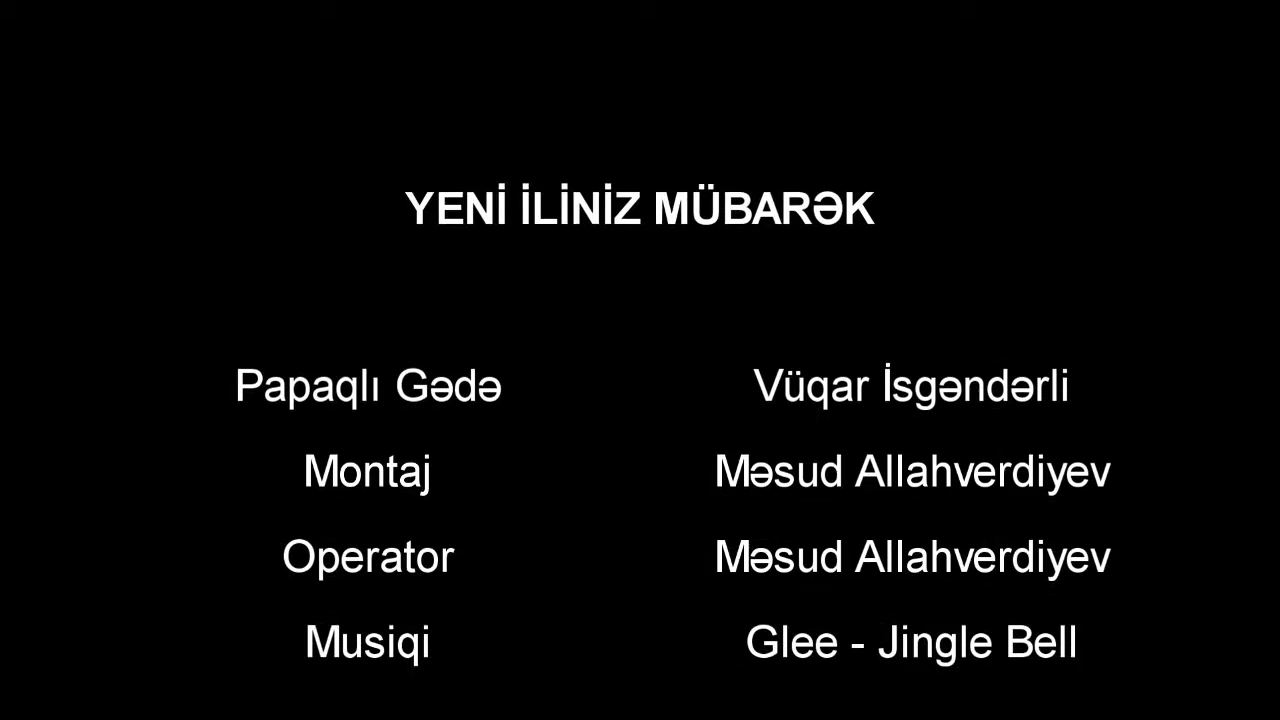 YENİ İLİNİZ MÜBARƏK
Papaqlı Gədə Vüqar İsgəndərli
Montaj Məsud Allahverdiyev
Operator Məsud Allahverdiyev
Musiqi Glee - Jingle Bell